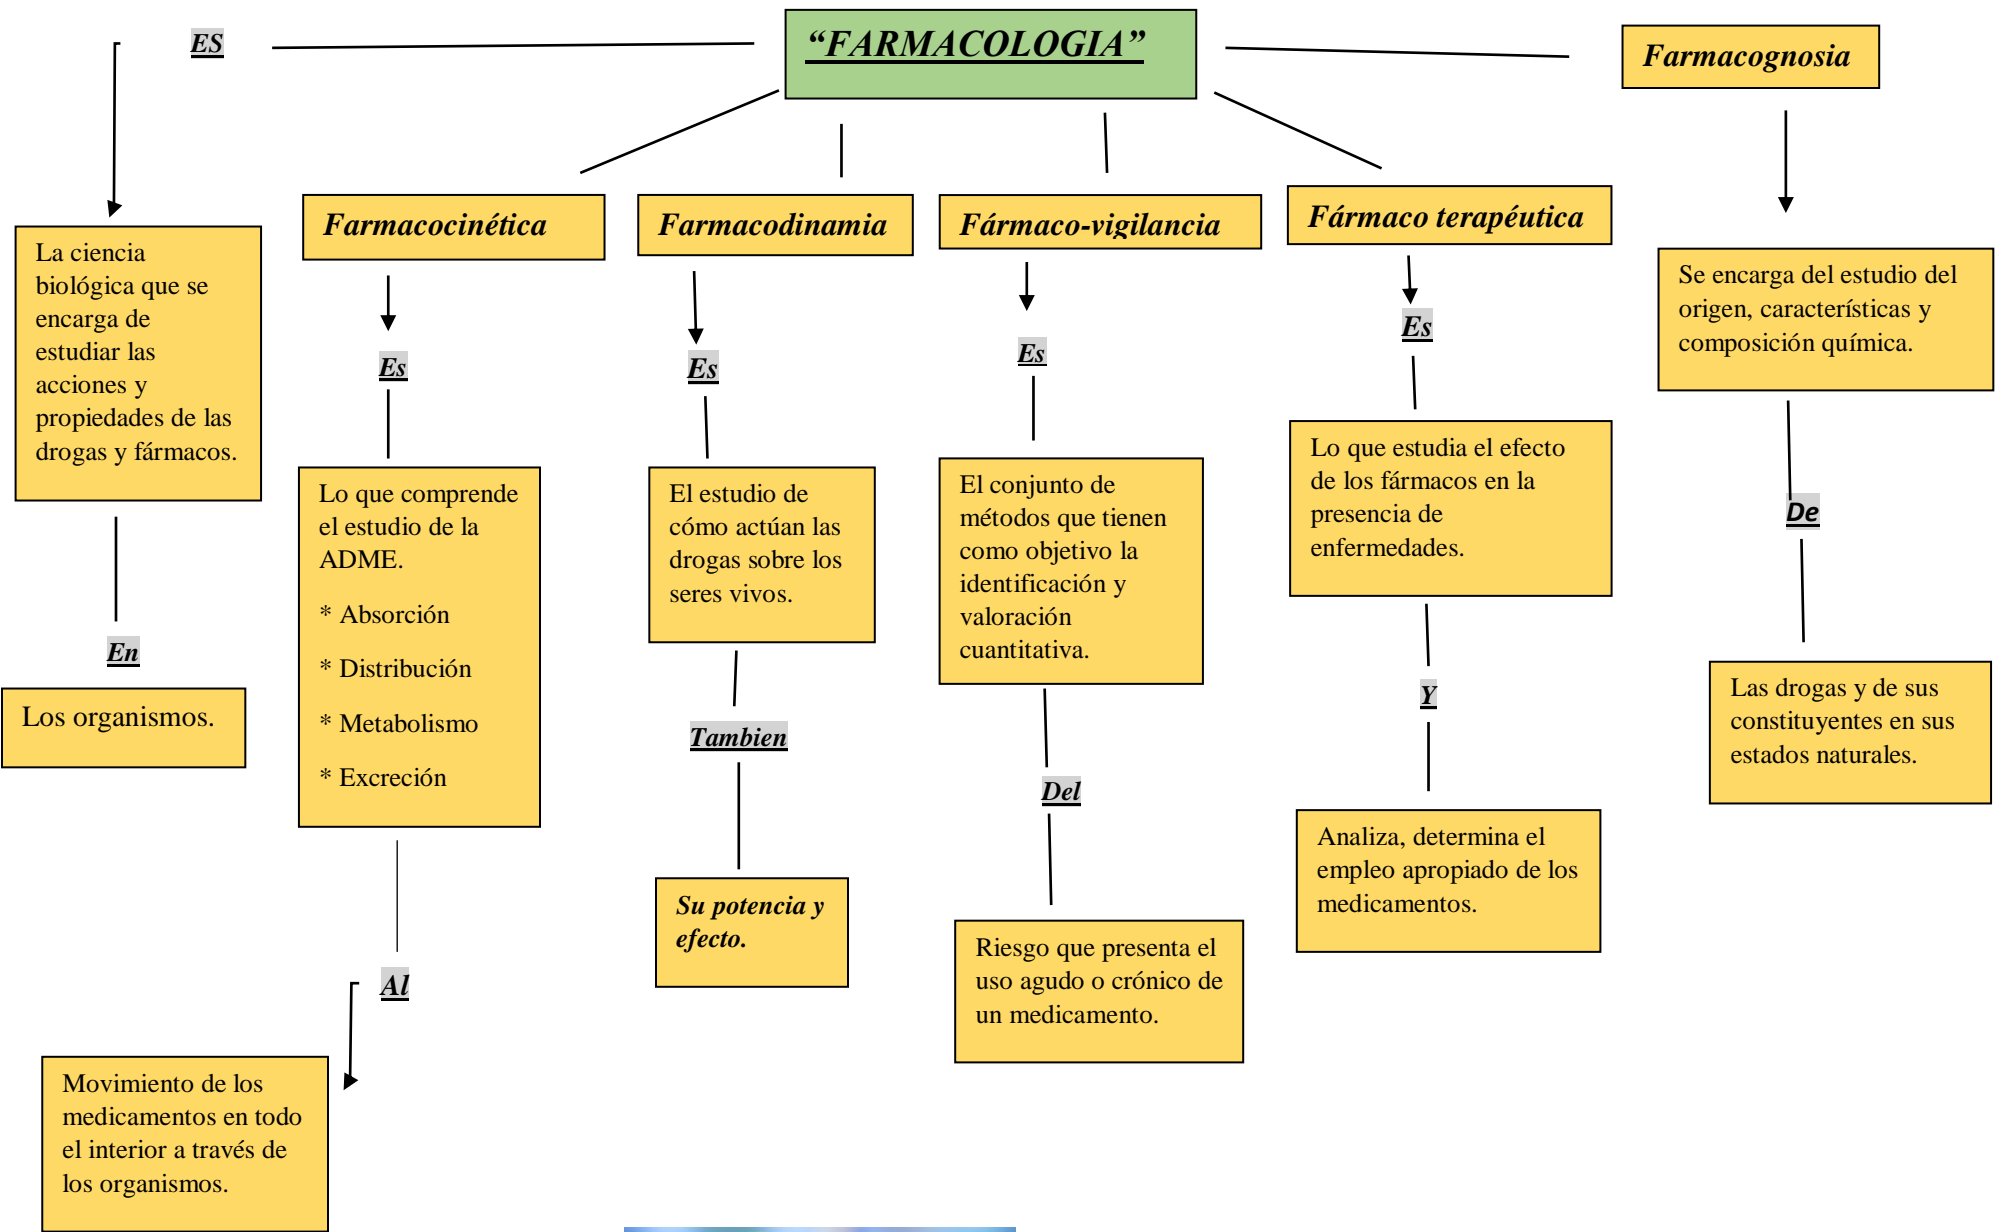 “FARMACOLOGIA”
ES
La ciencia
biológica que se
encarga de
estudiar las
acciones y
propiedades de las
drogas y fármacos.
En
Los organismos.
Farmacocinética
Es
Lo que comprende
el estudio de la
ADME.
* Absorción
* Distribución
* Metabolismo
* Excreción
Al
Movimiento de los
medicamentos en todo
el interior a través de
los organismos.
Farmacodinamia
Es
El estudio de
cómo actúan las
drogas sobre los
seres vivos.
Tambien
Su potencia y
efecto.
Fármaco-vigilancia
Es
El conjunto de
métodos que tienen
como objetivo la
identificación y
valoración
cuantitativa.
Del
Riesgo que presenta el
uso agudo o crónico de
un medicamento.
Fármaco terapéutica
Es
Lo que estudia el efecto
de los fármacos en la
presencia de
enfermedades.
Y
Analiza, determina el
empleo apropiado de los
medicamentos.
Farmacognosia
Se encarga del estudio del
origen, características y
composición química.
De
Las drogas y de sus
constituyentes en sus
estados naturales.